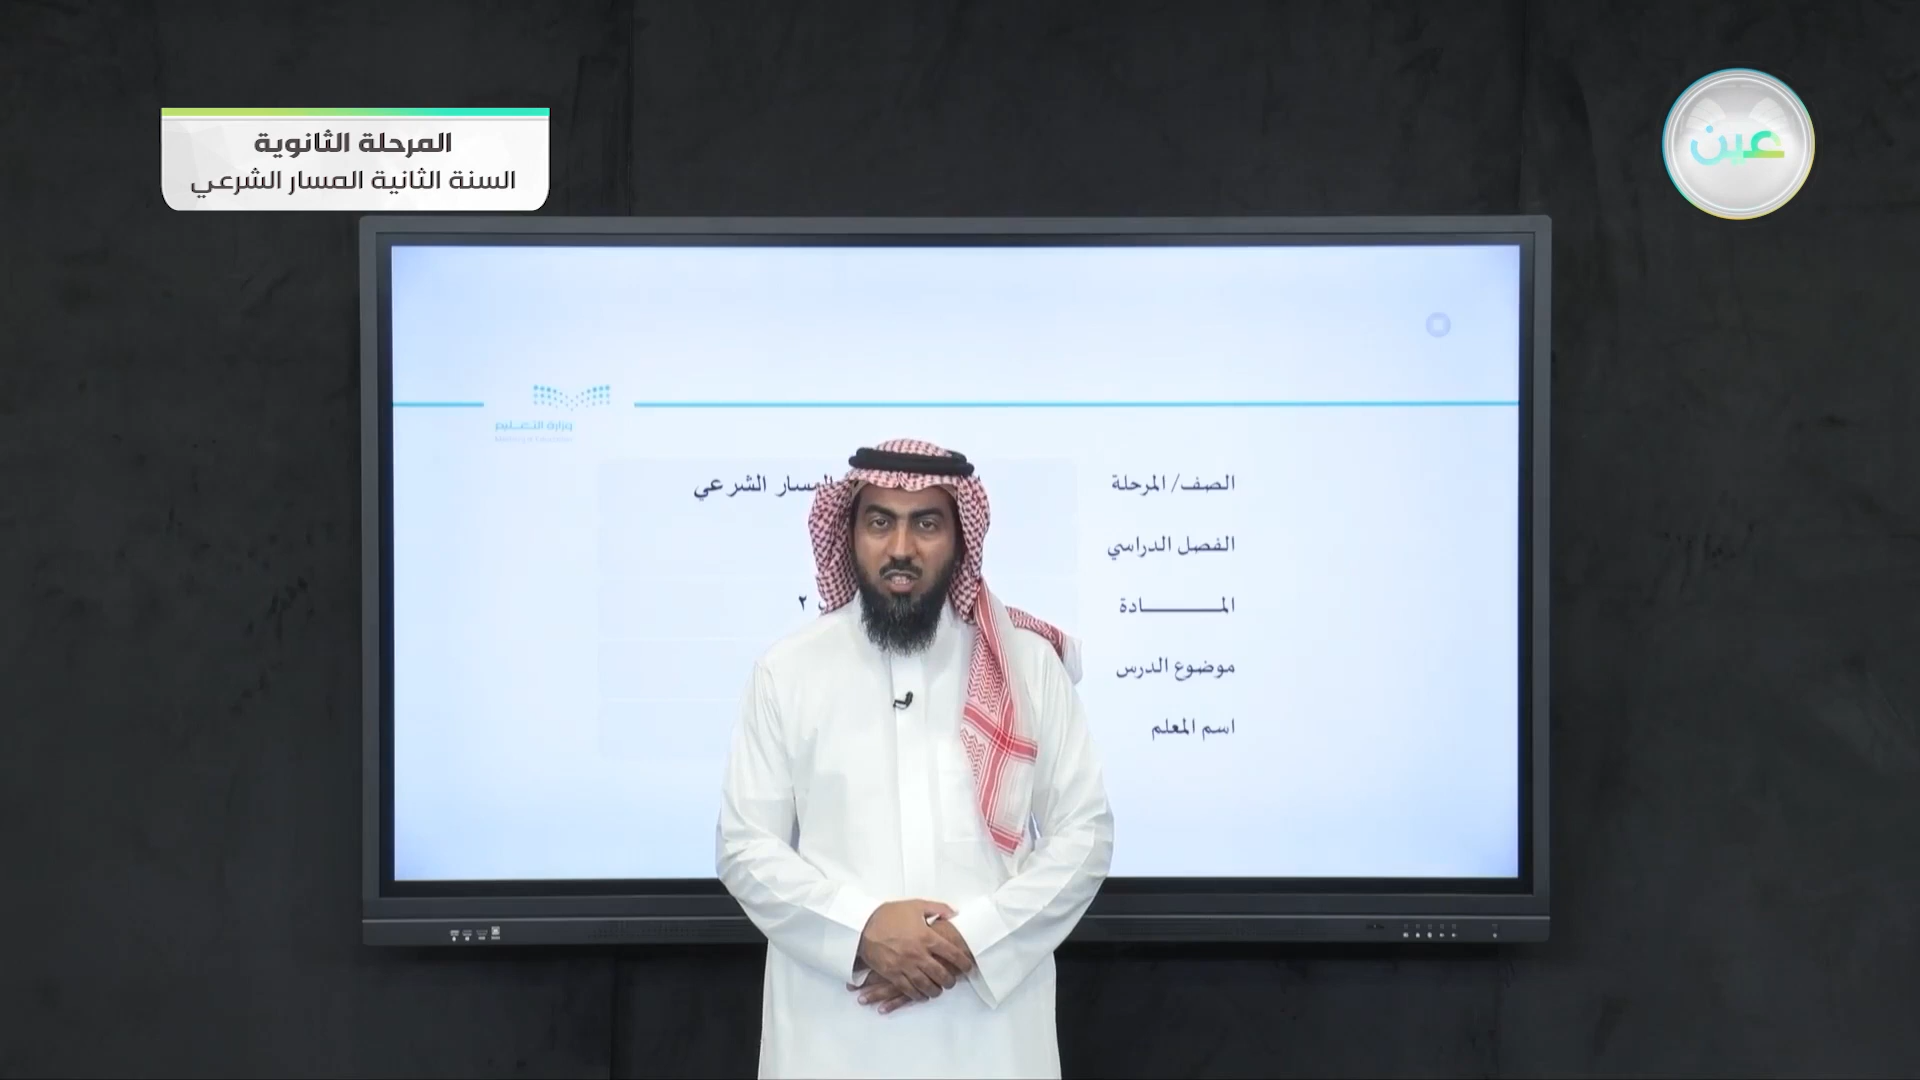 المرحلة الثانوية
السنة الثانية المسار الشرعي
عين
وزارة التعليم
الصف/ المرحلة
المسار الشرعي
الفصل الدراسي
المــــــــادة
٢
موضوع الدرس
اسم المعلم